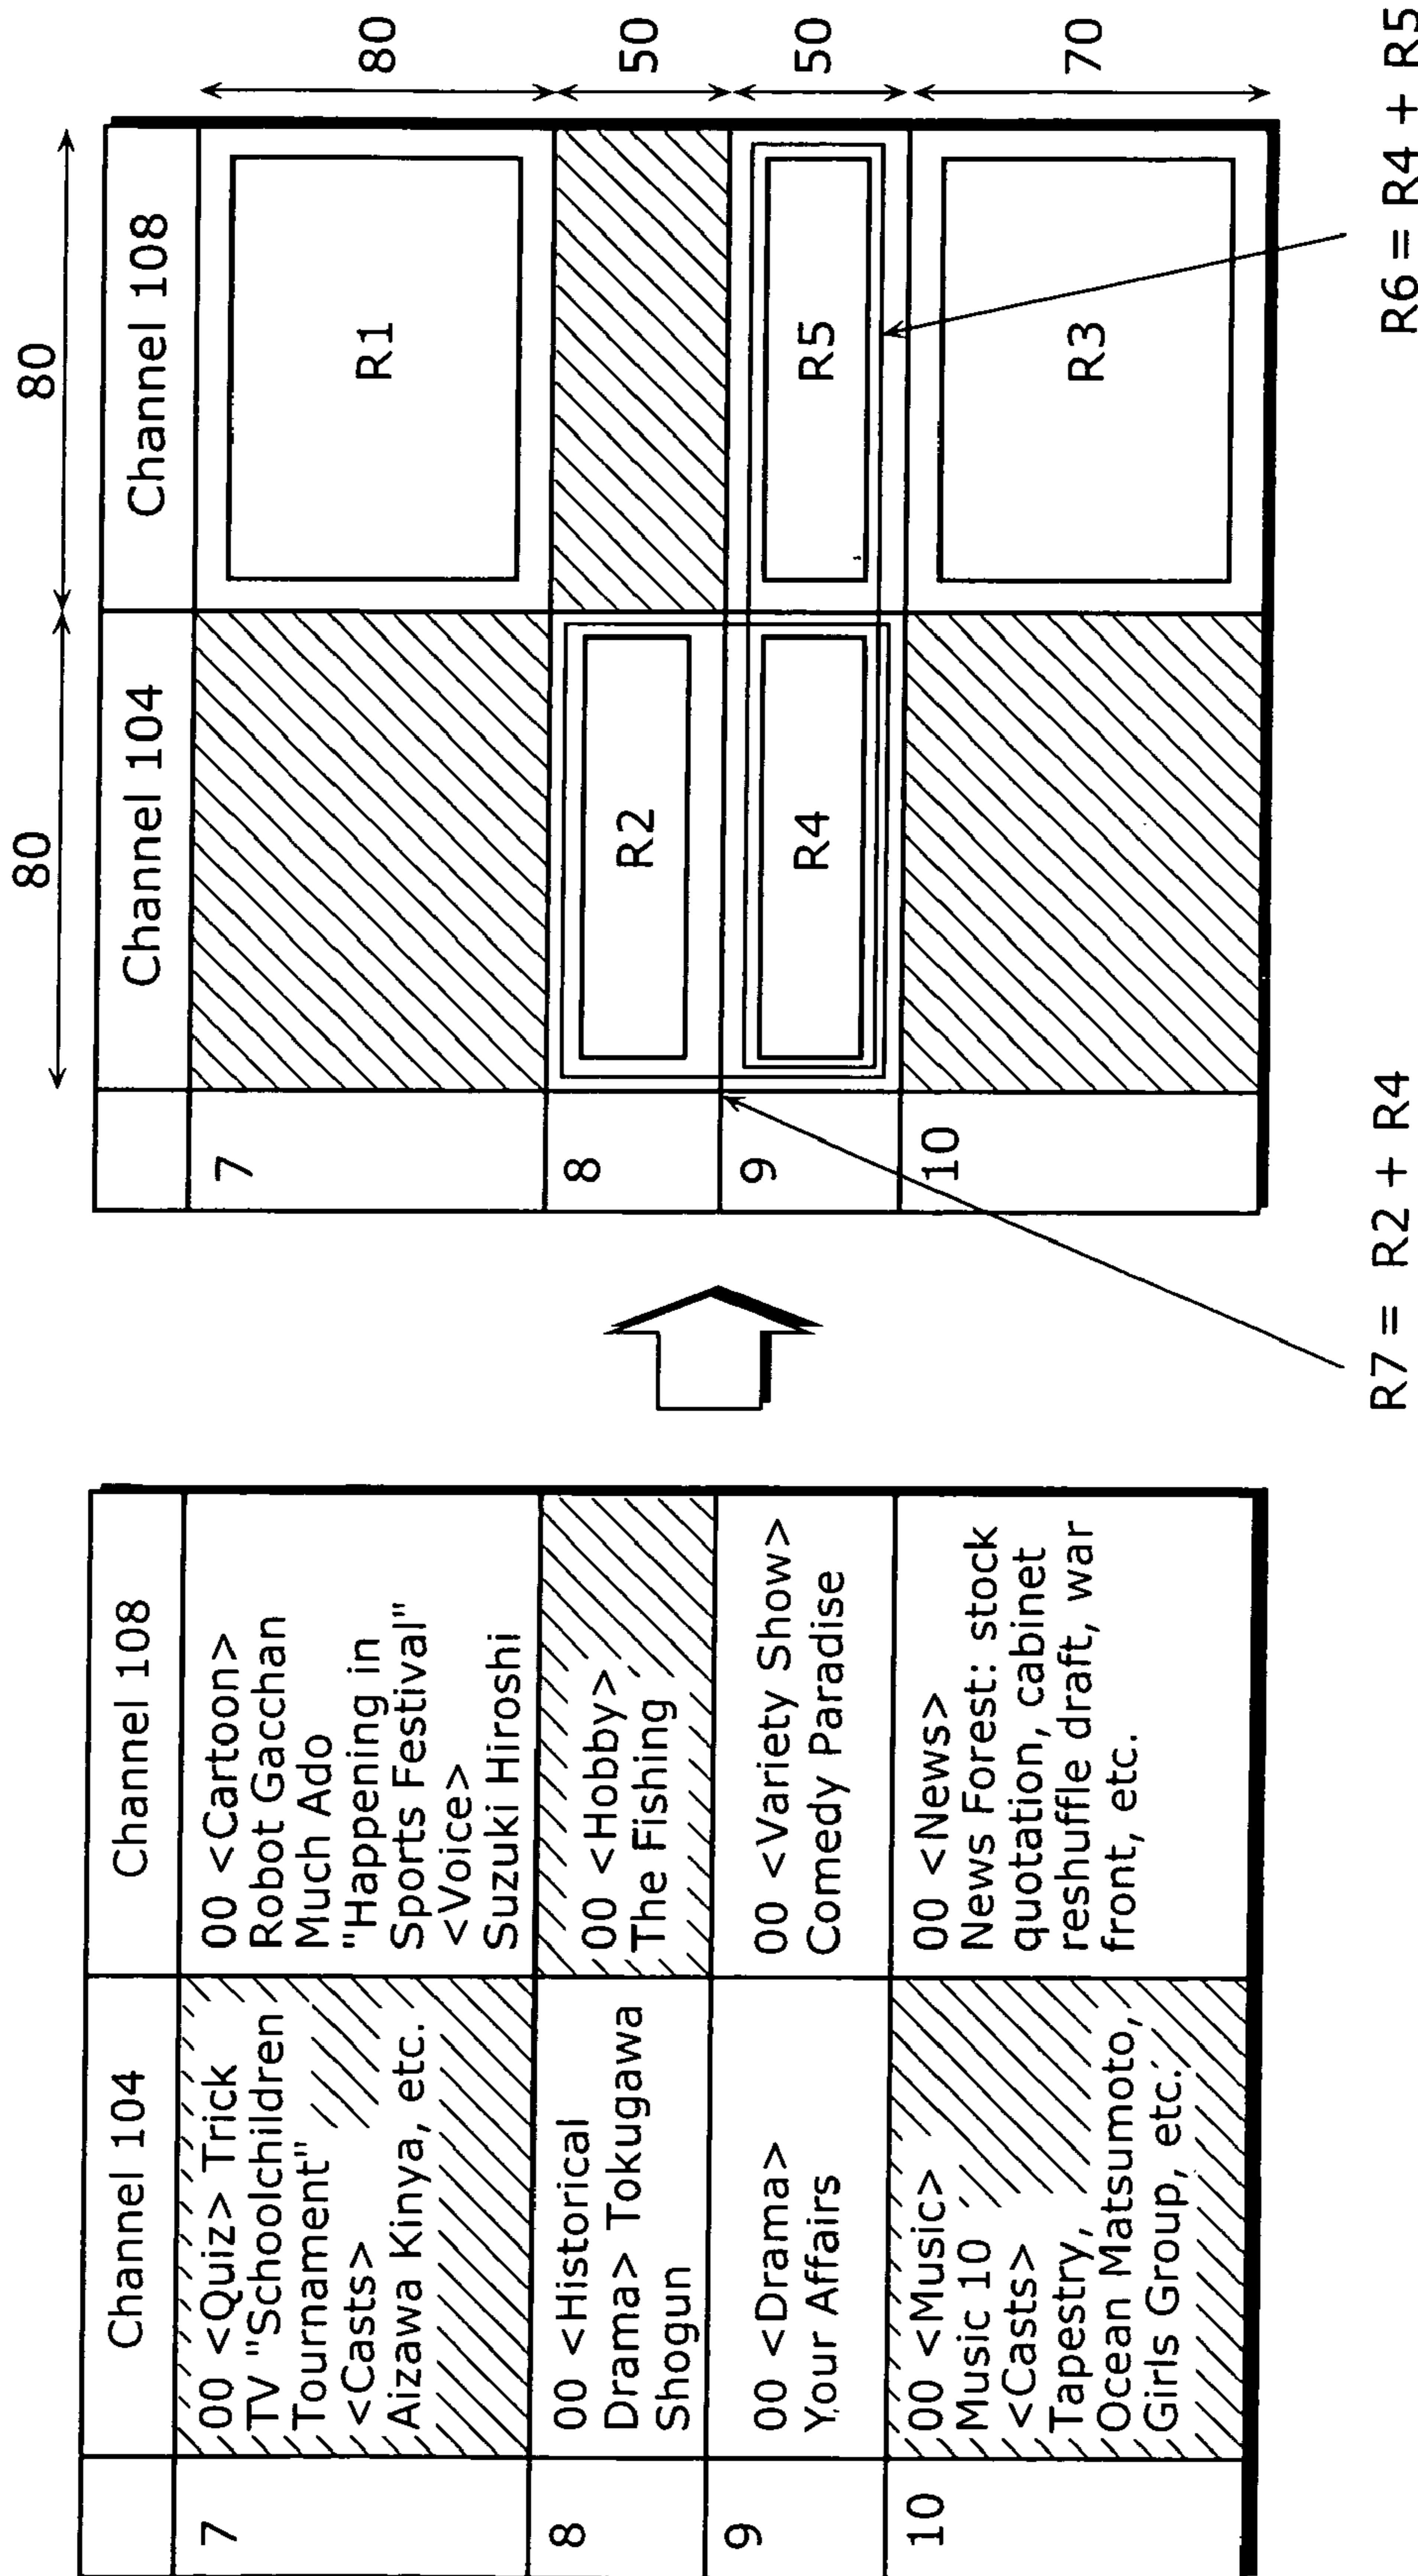 Channel 104
Channel 108
7
00 <Quiz> Trick
TV "Schoolchildren
Tournament"
<Casts>
Aizawa Kinya, etc.
00 <Cartoon>
Robot Gacchan
Much Ado
"Happening in
Sports Festival"
<Voice>
Suzuki Hiroshi
8
00 <Historical
Drama> Tokugawa
Shogun
00 <Hobby>
The Fishing
9
00 <Drama>
Your Affairs
00 <Variety Show>
Comedy Paradise
10
00 <Music>
Music 10
<Casts>
Tapestry,
Ocean Matsumoto,
Girls Group, etc.
00 <News>
News Forest: stock
quotation, cabinet
reshuffle draft, war
front, etc.
80
80
Channel 104
Channel 108
7
R1
80
8
R2
50
9
R4
R5
50
10
R3
70
R7 = R2 + R4
R6 = R4 + R5